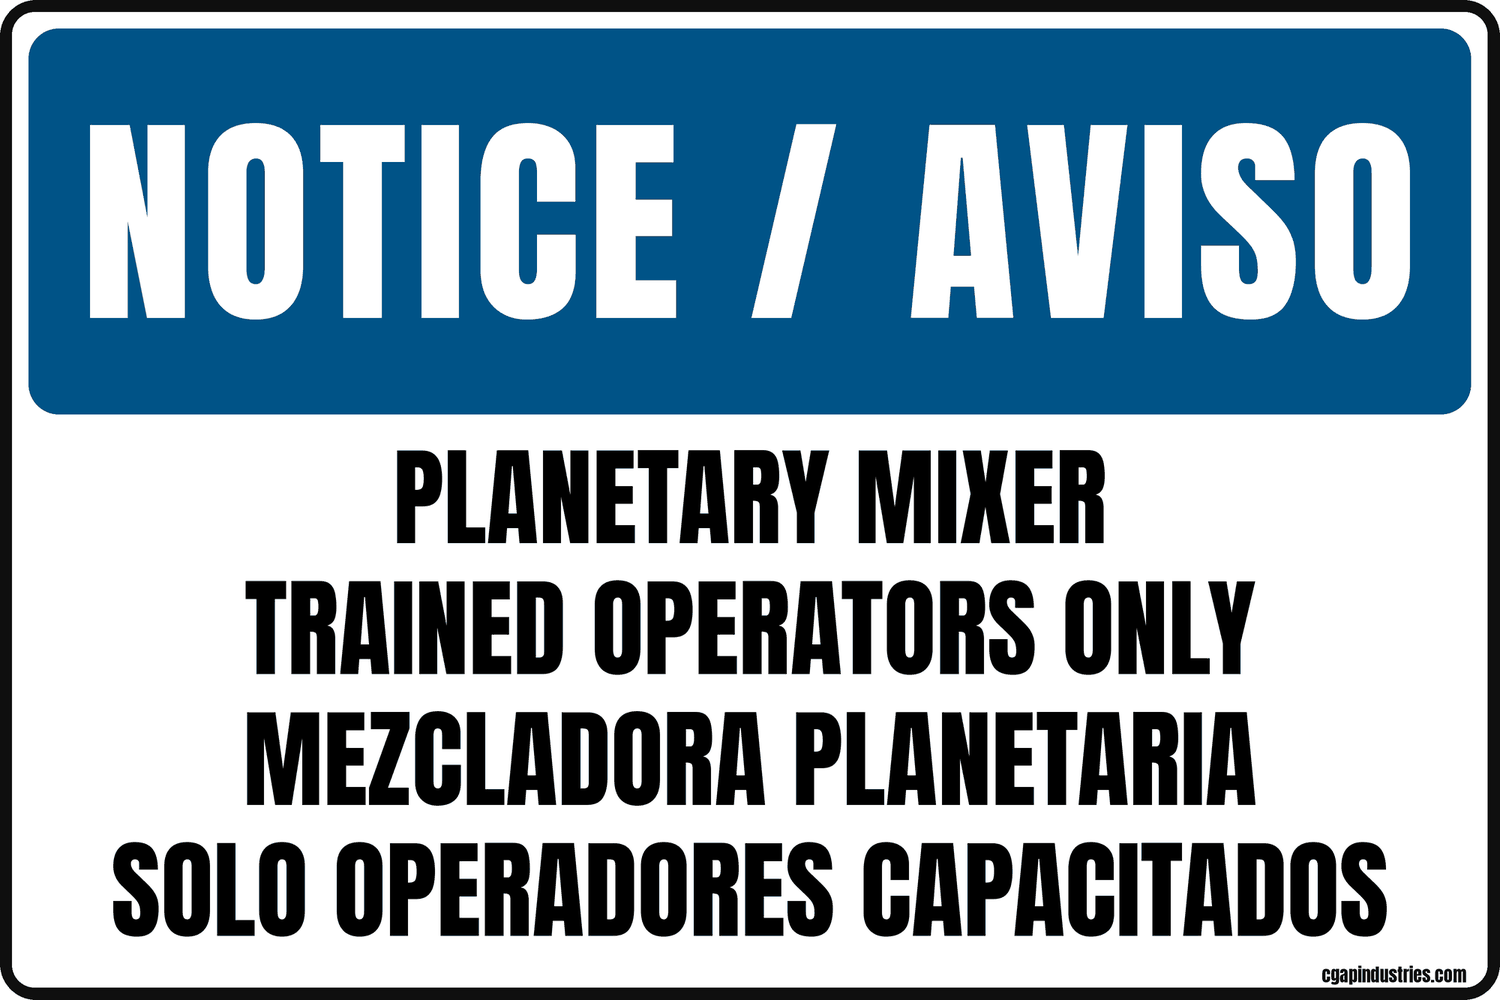 NOTICE / AVISO
PLANETARY MIXER
TRAINED OPERATORS ONLY
MEZCLADORA PLANETARIA
SOLO OPERADORES CAPACITADOS
cgapindustries.com